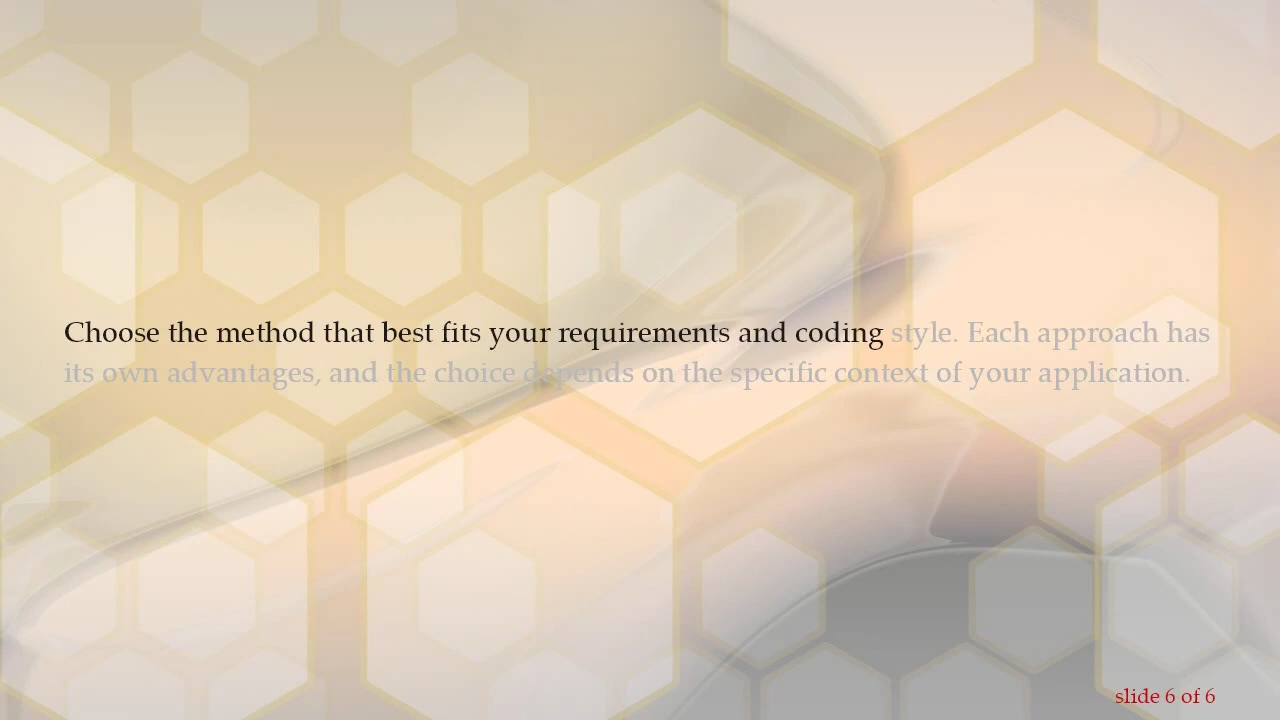 Choose the method that best fits your requirements and coding style. Each approach has
its own advantages, and the choice depends on the specific context of your application.
slide 6 of 6